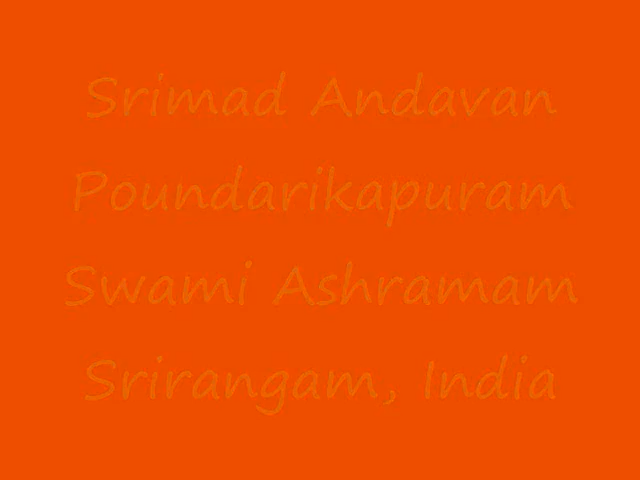 Srimad Andavan
Poundarikapuram
Swami Ashramam
Srirangam, India